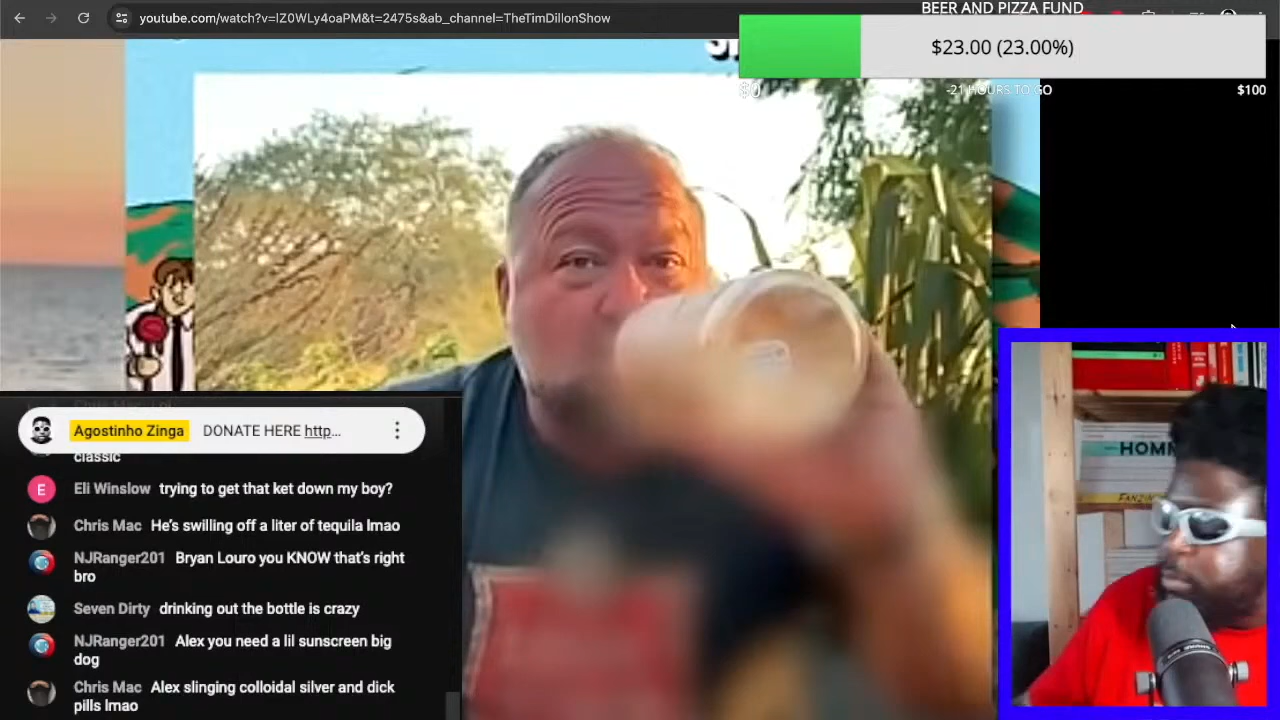 youtube.com/watch?v=IZ0WLy4oaPM&t=2475s&ab_channel=TheTimDillonShow
BEER AND PIZZA FUND
$23.00 (23.00%)
$0
-21 HOURS TO GO
$100
Agostinho Zinga DONATE HERE http...
classic
E
Eli Winslow trying to get that ket down my boy?
Chris Mac He's swilling off a liter of tequila lmao
NJRanger201 Bryan Louro you KNOW that's right
bro
Seven Dirty drinking out the bottle is crazy
NJRanger201 Alex you need a lil sunscreen big
dog
Chris Mac Alex slinging colloidal silver and dick
pills lmao
HOMM
FANZIN